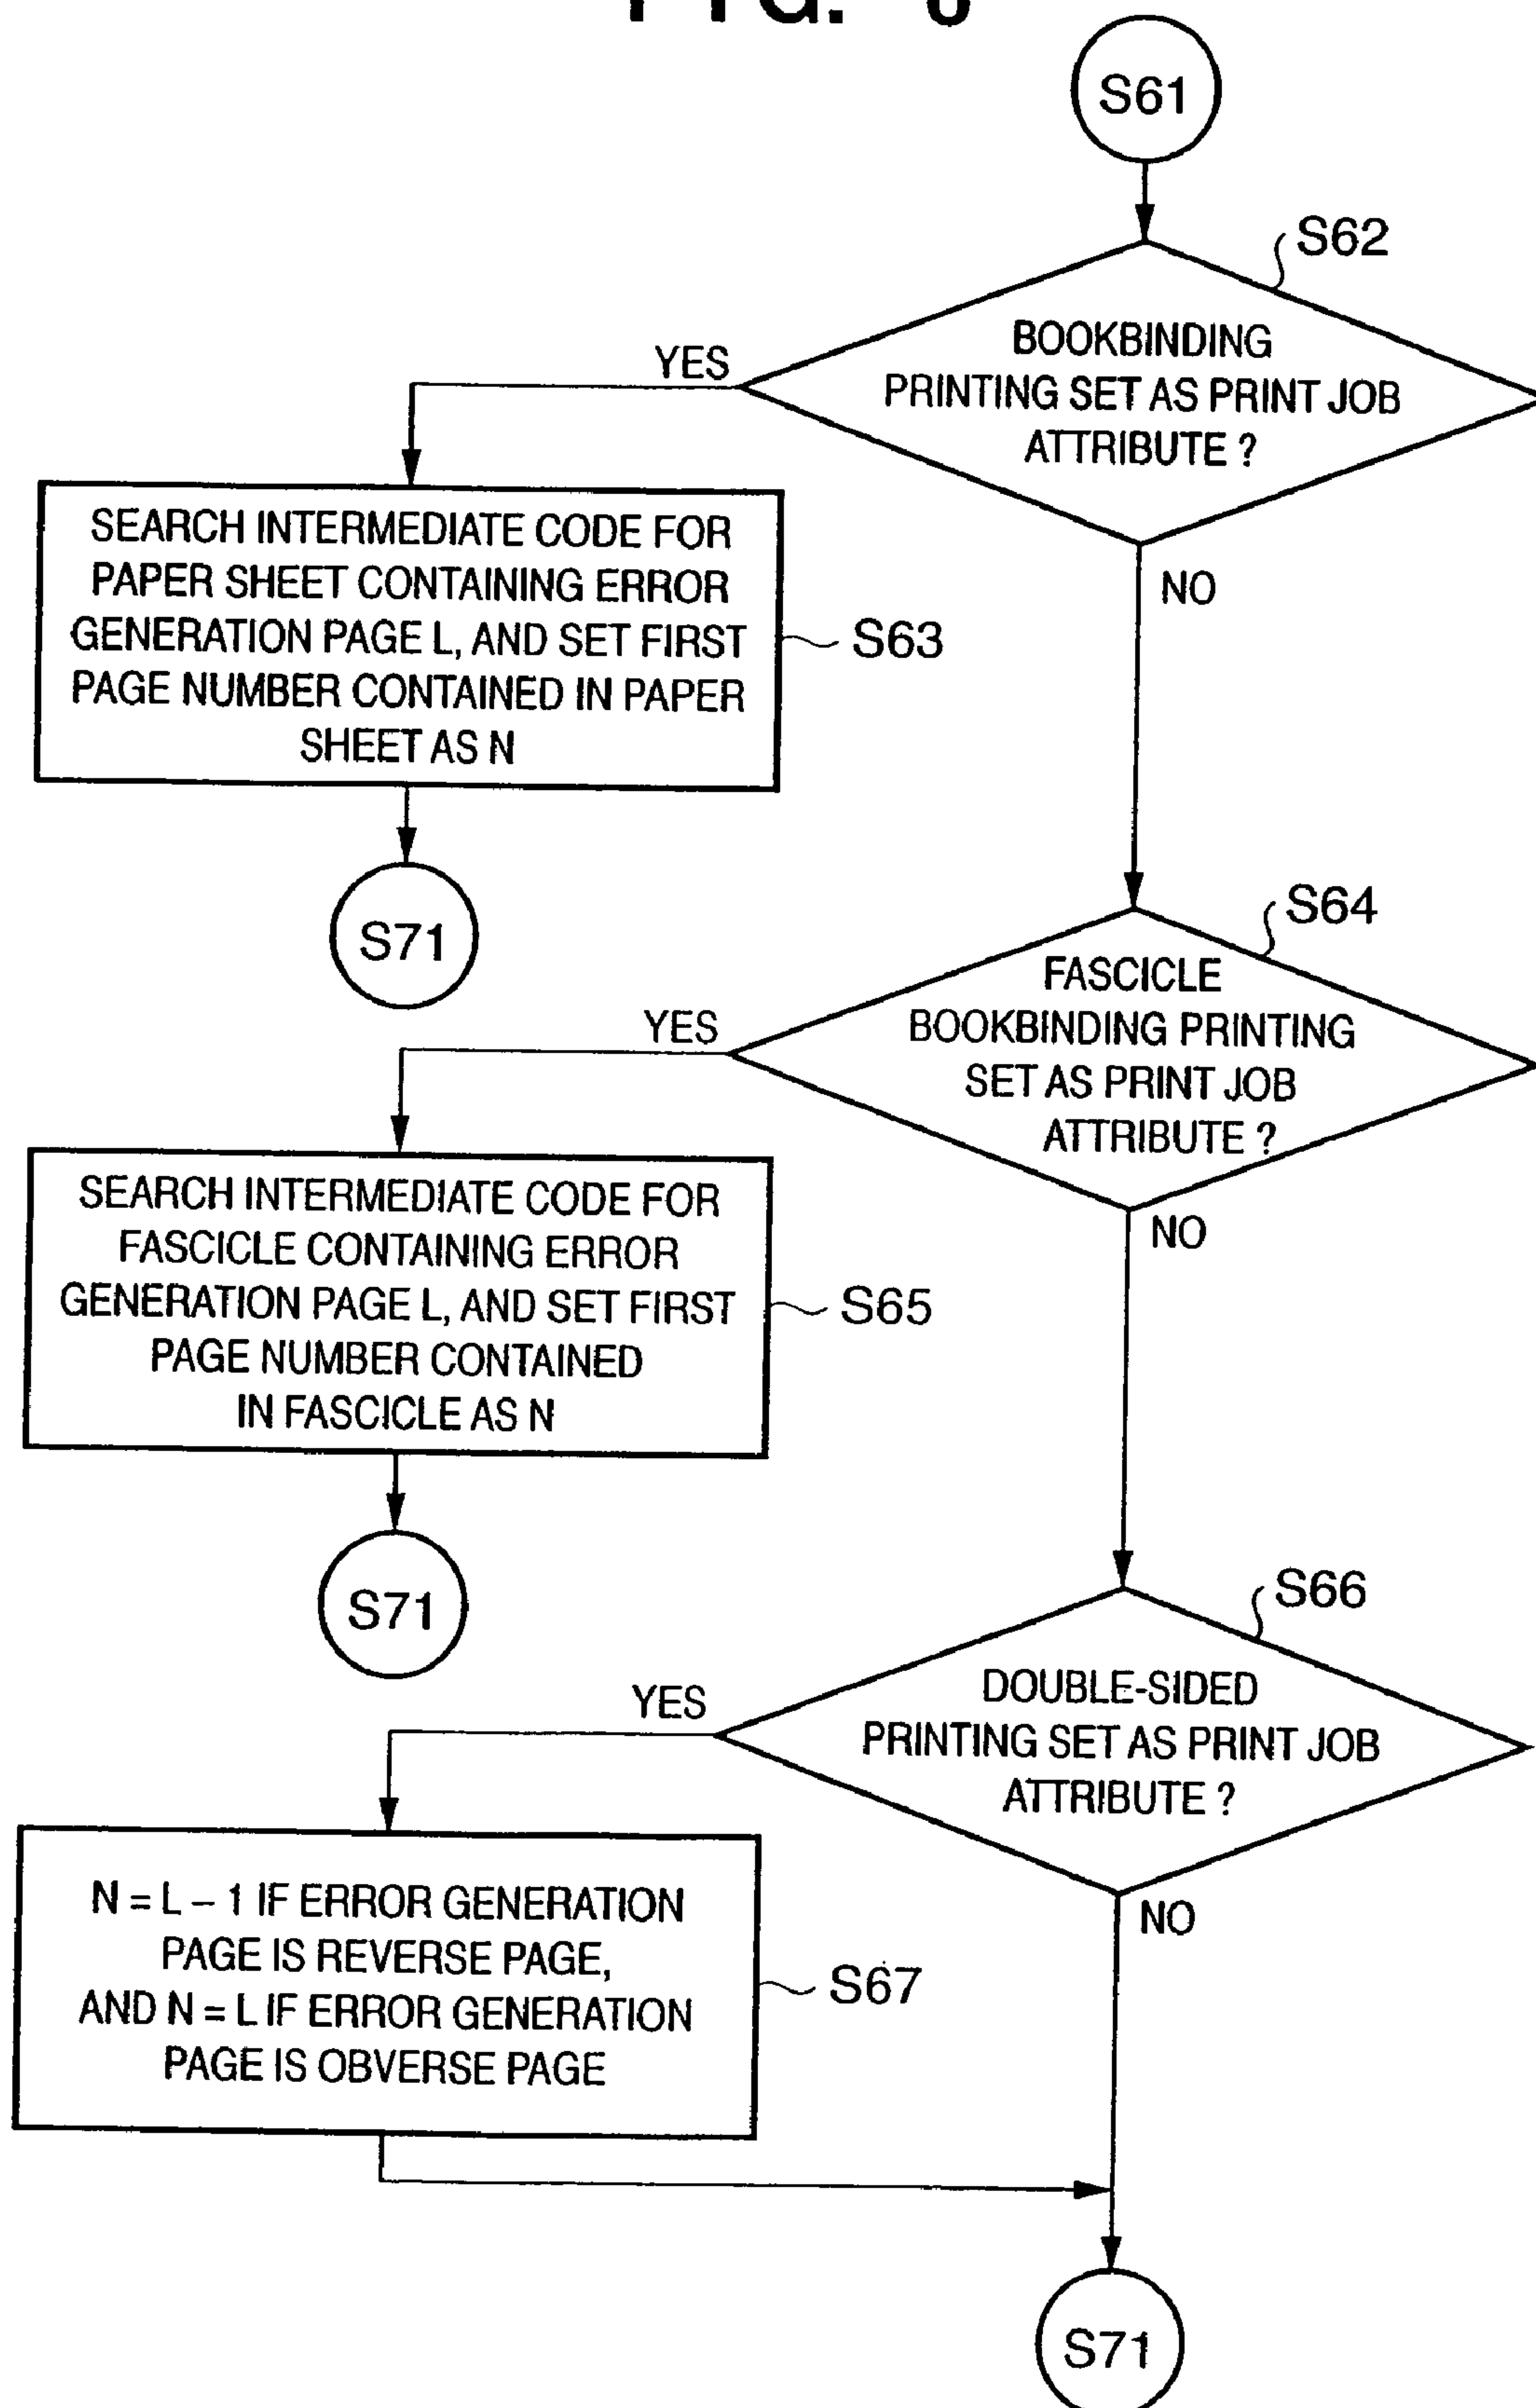 FIG.
S61
S62
BOOKBINDING
PRINTING SET AS PRINT JOB
ATTRIBUTE ?
YES
NO
SEARCH INTERMEDIATE CODE FOR
PAPER SHEET CONTAINING ERROR
GENERATION PAGE L, AND SET FIRST
PAGE NUMBER CONTAINED IN PAPER
SHEET AS N
S63
S71
S64
FASCICLE
BOOKBINDING PRINTING
SET AS PRINT JOB
ATTRIBUTE ?
YES
NO
SEARCH INTERMEDIATE CODE FOR
FASCICLE CONTAINING ERROR
GENERATION PAGE L, AND SET FIRST
PAGE NUMBER CONTAINED
IN FASCICLE AS N
S65
S71
S66
DOUBLE-SIDED
PRINTING SET AS PRINT JOB
ATTRIBUTE ?
YES
NO
N = L – 1 IF ERROR GENERATION
PAGE IS REVERSE PAGE,
AND N = L IF ERROR GENERATION
PAGE IS OBVERSE PAGE
S67
S71